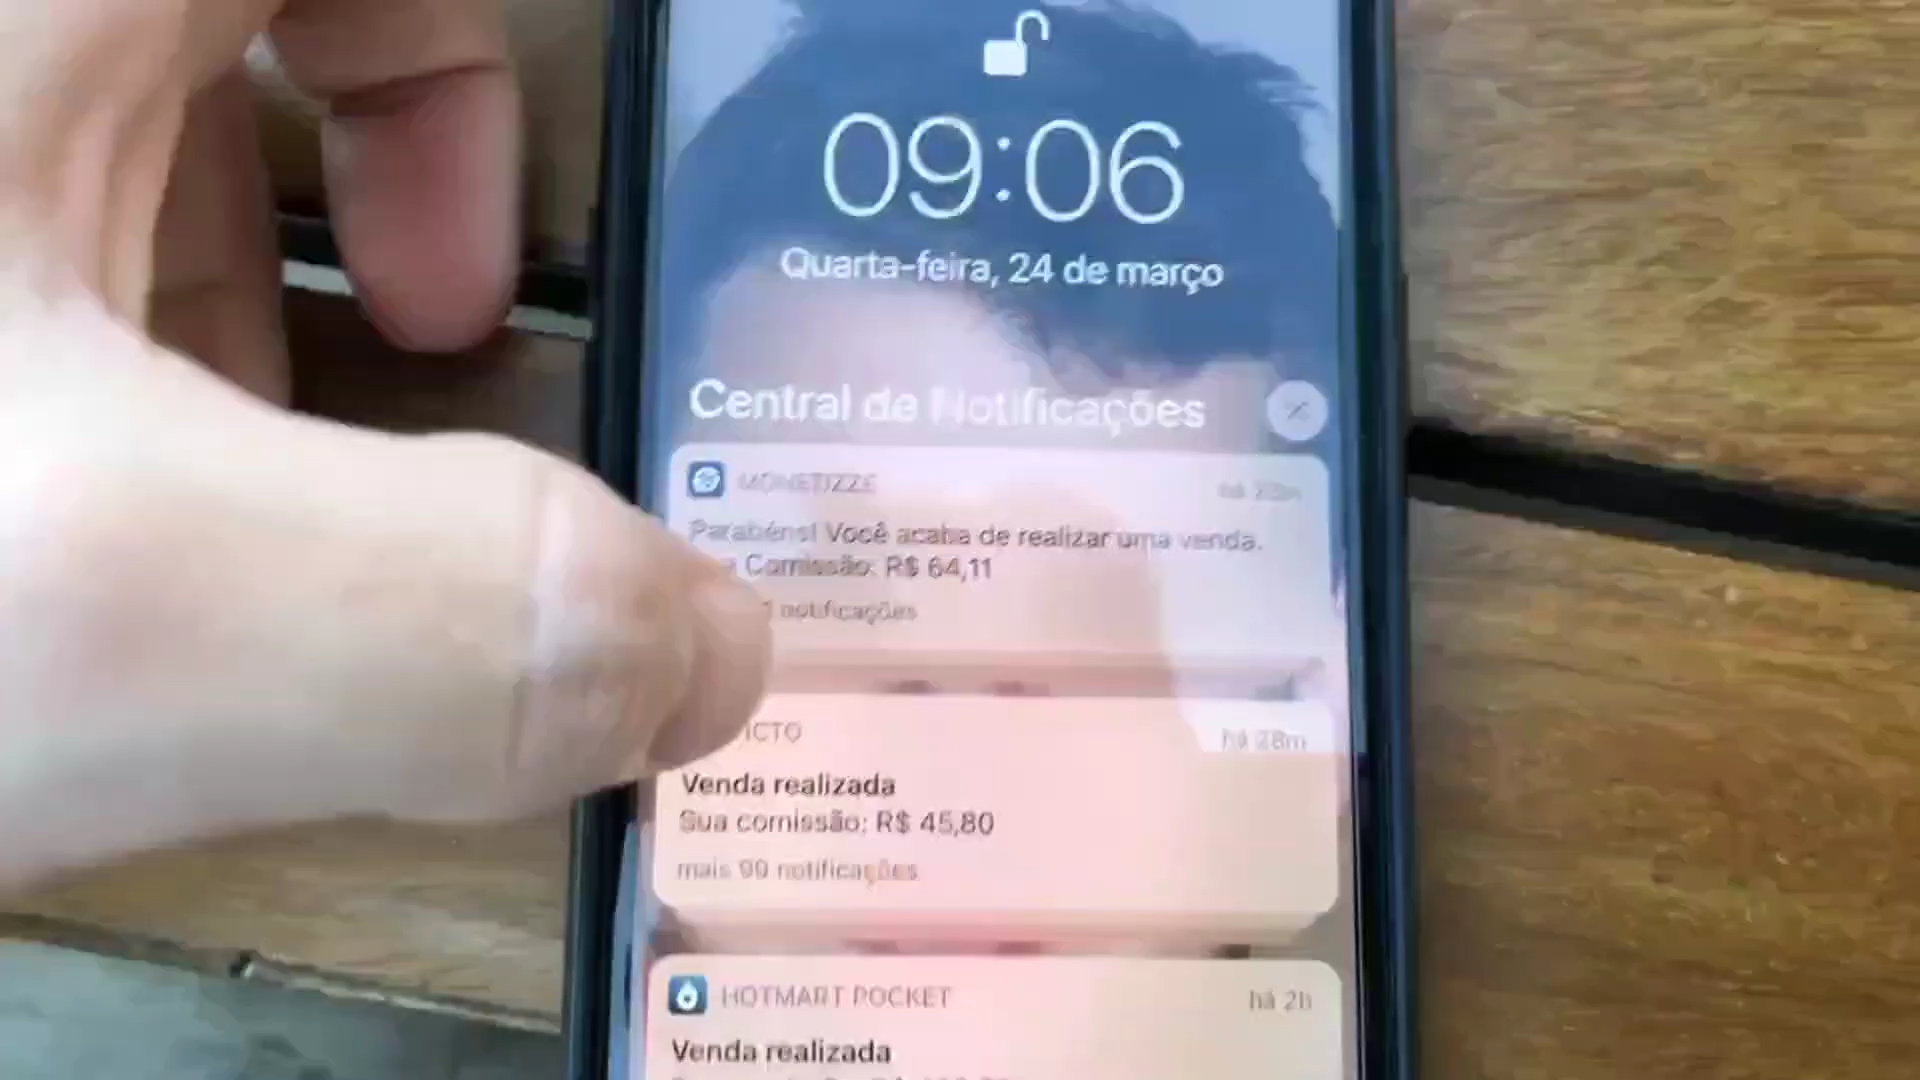 09:06
Quarta-feira, 24 de março
Central de Notificações
MONETIZZE
Parabéns! Você acaba de realizar uma venda.
Comissão: R$ 64,11
notificações
há 28m
Venda realizada
Sua comissão: R$ 45,80
mais 99 notificações
HOTMART POCKET
há 2h
Venda realizada